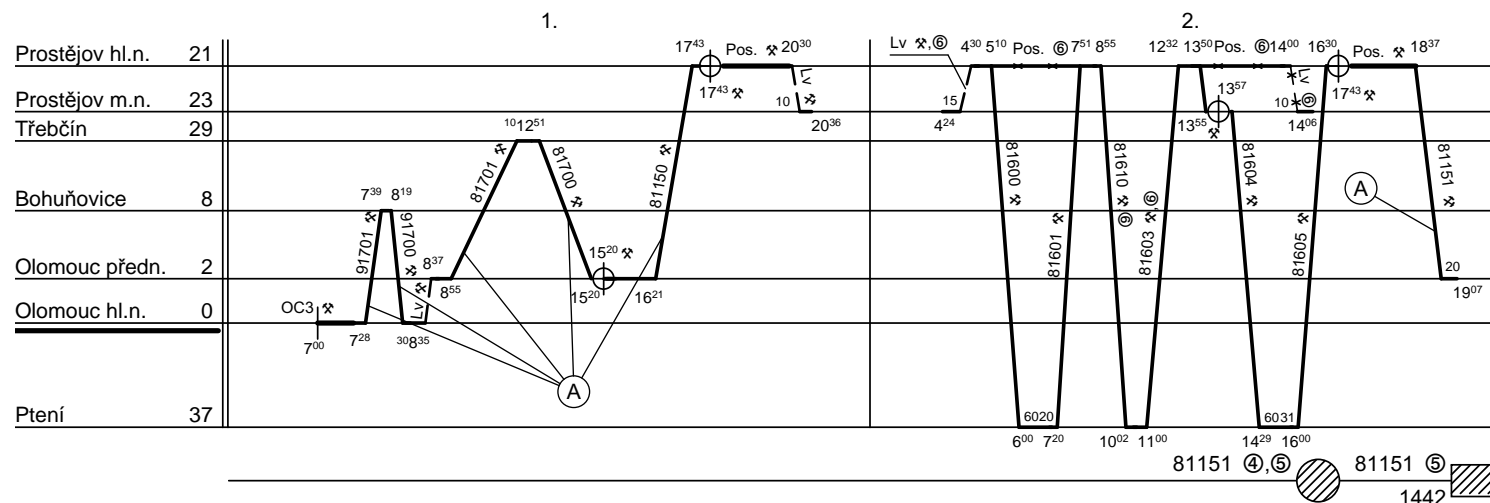 1. 2.
Prostějov hl.n. 21
Prostějov m.n. 23
Třebčín 29
Bohuňovice 8
Olomouc předn. 2
Olomouc hl.n. 0
Ptení 37
OC3 ⚒
7⁰⁰
7²⁸
91701 ⚒
7³⁹ 8¹⁹
91700 ⚒
³⁰8³⁵
Lv ⚒
8³⁷
8⁵⁵
81701 ⚒
¹⁰12⁵¹
81700 ⚒
15²⁰
15²⁰ ⚒
16²¹
81150 ⚒
17⁴³
17⁴³ ⚒
Pos. ⚒ 20³⁰
Lv ⚒
10
20³⁶
A
Lv ⚒,⑥
15
4²⁴
4³⁰ 5¹⁰ Pos. ⑥ 7⁵¹ 8⁵⁵
81600 ⚒
6⁰⁰ 6020 7²⁰
81601 ⚒
81610 ⚒ ⑥
10⁰² 11⁰⁰
81603 ⚒,⑥
12³² 13⁵⁰ Pos. ⑥ 14⁰⁰
Lv ⑥
10
14⁰⁶
13⁵⁵ ⚒
13⁵⁷
81604 ⚒
14²⁹ 6031 16⁰⁰
81605 ⚒
16³⁰ Pos. ⚒ 18³⁷
17⁴³ ⚒
81151 ⚒
A
20
19⁰⁷
81151 ④,⑤
81151 ⑤
1442